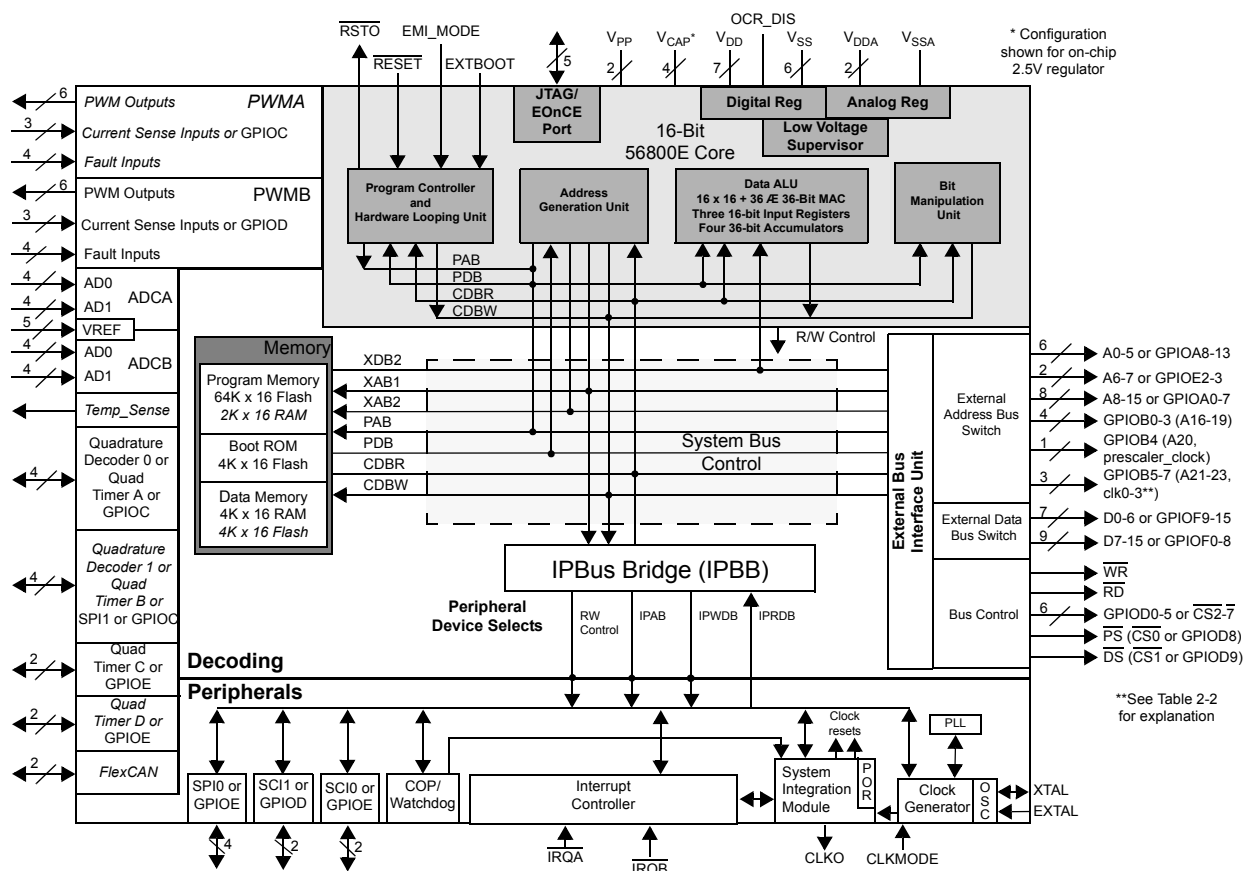 RSTO
EMI_MODE
RESET
EXTBOOT
5
VPP
2
VCAP*
4
VDD
7
OCR_DIS
VSS
6
VDDA
2
VSSA
* Configuration
shown for on-chip
2.5V regulator
6
PWM Outputs
PWMA
3
Current Sense Inputs or GPIOC
4
Fault Inputs
6
PWM Outputs
PWMB
3
Current Sense Inputs or GPIOD
4
Fault Inputs
4
AD0
4
AD1
ADCA
5
VREF
4
AD0
4
AD1
ADCB
Temp_Sense
4
Quadrature
Decoder 0 or
Quad
Timer A or
GPIOC
4
Quadrature
Decoder 1 or
Quad
Timer B or
SPI1 or GPIOC
2
Quad
Timer C or
GPIOE
2
Quad
Timer D or
GPIOE
2
FlexCAN
JTAG/
EOnCE
Port
Digital Reg
Analog Reg
Low Voltage
Supervisor
16-Bit
56800E Core
Program Controller
and
Hardware Looping Unit
Address
Generation Unit
Data ALU
16 x 16 + 36 Æ 36-Bit MAC
Three 16-bit Input Registers
Four 36-bit Accumulators
Bit
Manipulation
Unit
PAB
PDB
CDBR
CDBW
R/W Control
Memory
Program Memory
64K x 16 Flash
2K x 16 RAM
Boot ROM
4K x 16 Flash
Data Memory
4K x 16 RAM
4K x 16 Flash
XDB2
XAB1
XAB2
PAB
PDB
CDBR
CDBW
System Bus
Control
External Bus
Interface Unit
External
Address Bus
Switch
External Data
Bus Switch
Bus Control
6
A0-5 or GPIOA8-13
2
A6-7 or GPIOE2-3
8
A8-15 or GPIOA0-7
4
GPIOB0-3 (A16-19)
1
GPIOB4 (A20,
prescaler_clock)
3
GPIOB5-7 (A21-23,
clk0-3**)
7
D0-6 or GPIOF9-15
9
D7-15 or GPIOF0-8
WR
RD
6
GPIOD0-5 or CS2-7
PS (CS0 or GPIOD8)
DS (CS1 or GPIOD9)
**See Table 2-2
for explanation
IPBus Bridge (IPBB)
Peripheral
Device Selects
RW
Control
IPAB
IPWDB
IPRDB
Decoding
Peripherals
SPI0 or
GPIOE
SCI1 or
GPIOD
SCI0 or
GPIOE
COP/
Watchdog
Interrupt
Controller
Clock
resets
System
Integration
Module
P
O
R
PLL
Clock
Generator
O
S
C
XTAL
EXTAL
4
2
2
IRQA
IRQB
CLKO
CLKMODE